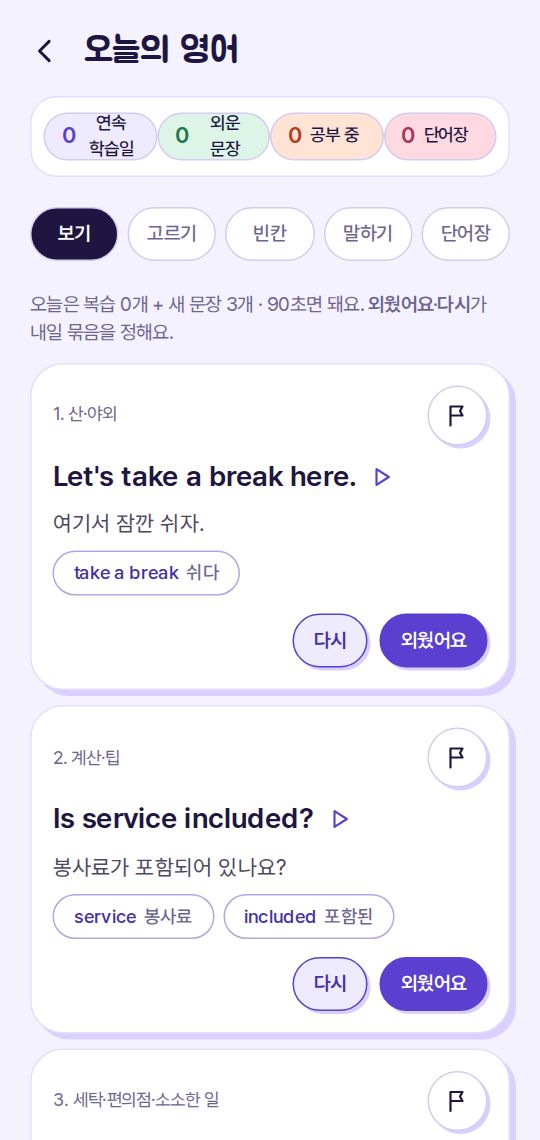 오늘의 영어
0 연속 학습일 0 외운 문장 0 공부 중 0 단어장
보기 고르기 빈칸 말하기 단어장
오늘은 복습 0개 + 새 문장 3개 · 90초면 돼요. 외웠어요·다시가
내일 묶음을 정해요.
1. 산·야외
Let's take a break here.
여기서 잠깐 쉬자.
take a break 쉬다
다시 외웠어요
2. 계산·팁
Is service included?
봉사료가 포함되어 있나요?
service 봉사료 included 포함된
다시 외웠어요
3. 세탁·편의점·소소한 일